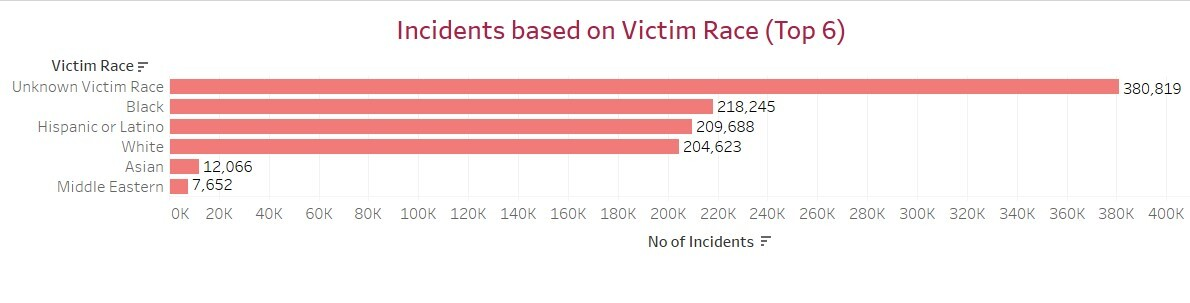 Incidents based on Victim Race (Top 6)
Victim Race
Unknown Victim Race 380,819
Black 218,245
Hispanic or Latino 209,688
White 204,623
Asian 12,066
Middle Eastern 7,652
0K 20K 40K 60K 80K 100K 120K 140K 160K 180K 200K 220K 240K 260K 280K 300K 320K 340K 360K 380K 400K
No of Incidents